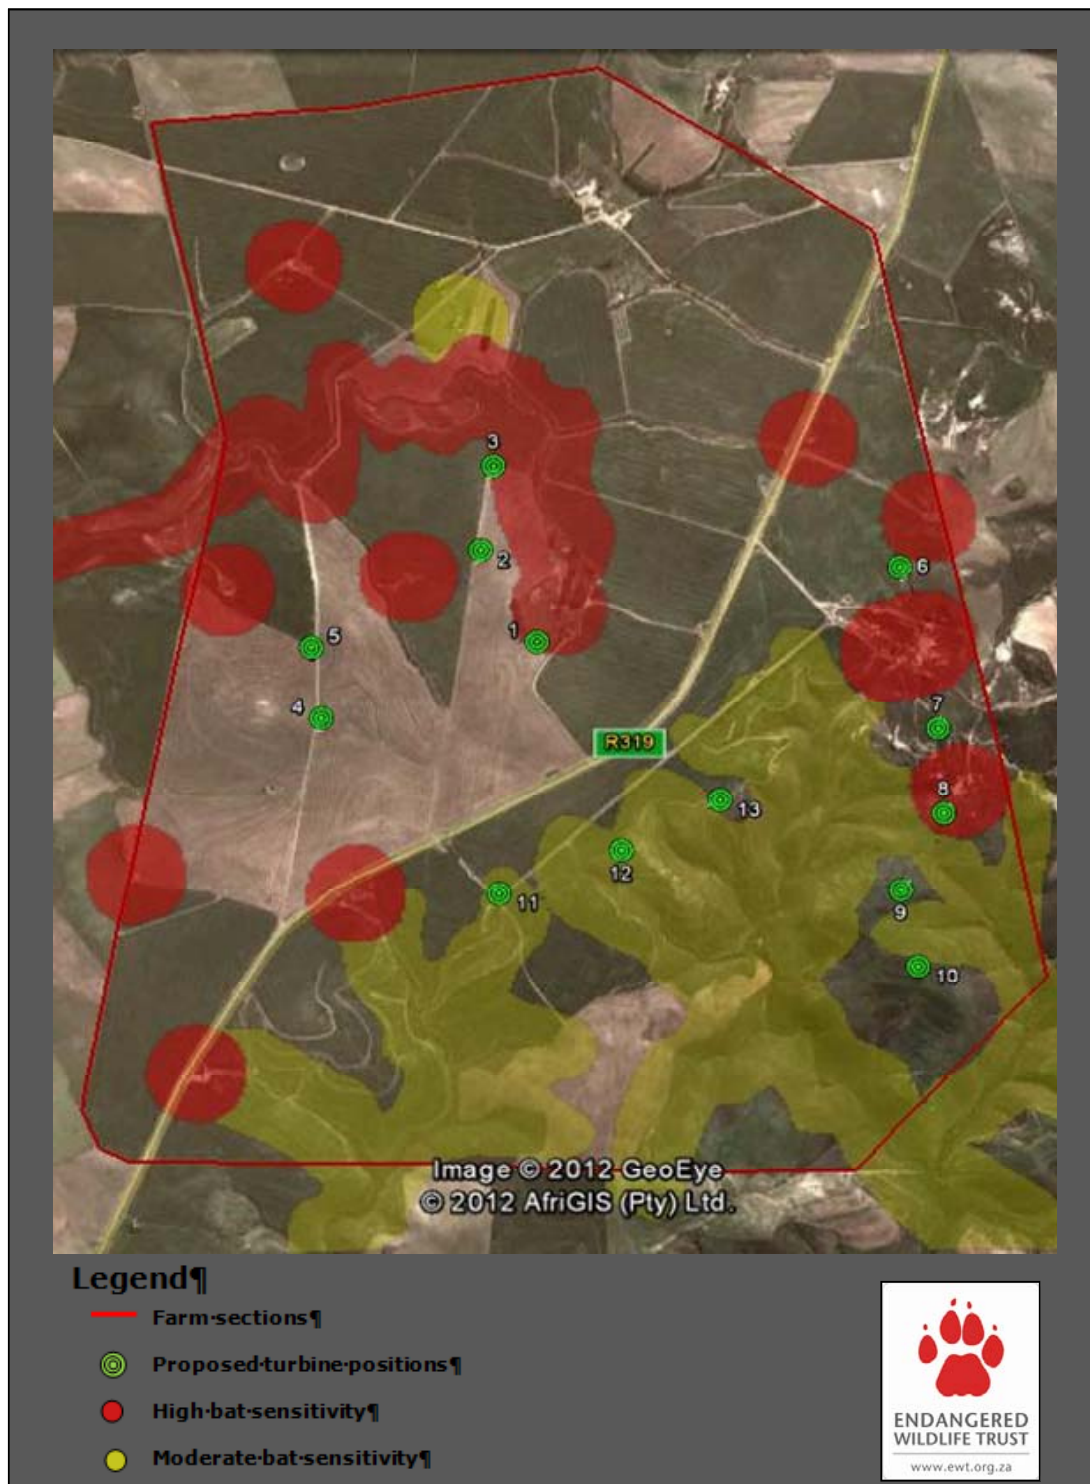 3
2
6
1
5
7
4
R319
8
13
12
9
11
10
Image © 2012 GeoEye
© 2012 AfriGIS (Pty) Ltd.
Legend¶
Farm·sections¶
Proposed·turbine·positions¶
High·bat·sensitivity¶
Moderate·bat·sensitivity¶
ENDANGERED
WILDLIFE TRUST
www.ewt.org.za